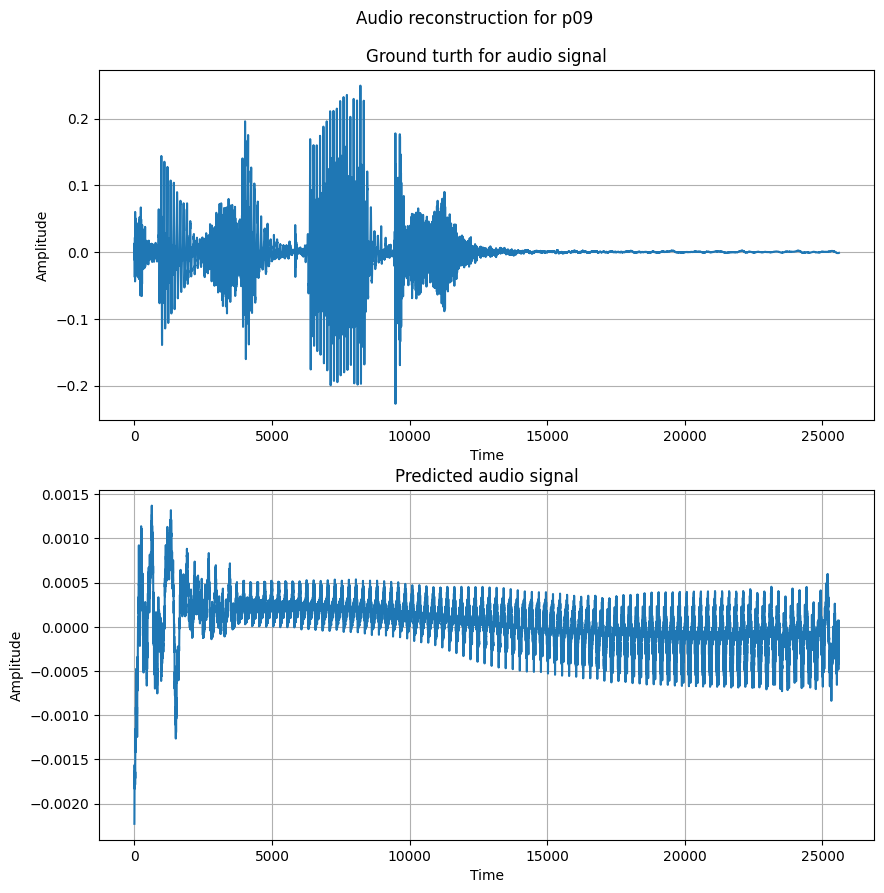 Audio reconstruction for p09
Ground turth for audio signal
0.2
0.1
0.0
−0.1
−0.2
Amplitude
0 5000 10000 15000 20000 25000
Time
Predicted audio signal
0.0015
0.0010
0.0005
0.0000
−0.0005
−0.0010
−0.0015
−0.0020
Amplitude
0 5000 10000 15000 20000 25000
Time